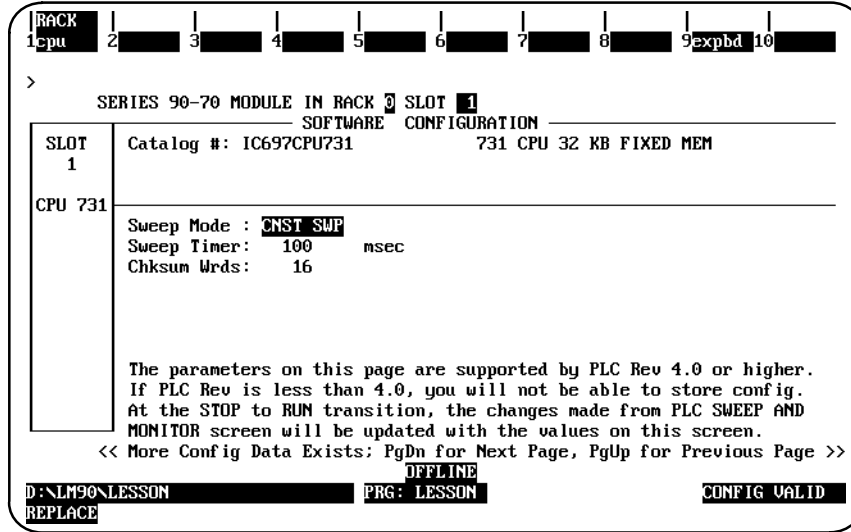 RACK
1cpu 2 3 4 5 6 7 8 9expbd 10
>
SERIES 90-70 MODULE IN RACK 0 SLOT 1
SOFTWARE CONFIGURATION
SLOT Catalog #: IC697CPU731 731 CPU 32 KB FIXED MEM
1
CPU 731
Sweep Mode : CNST SWP
Sweep Timer: 100 msec
Chksum Wrds: 16
The parameters on this page are supported by PLC Rev 4.0 or higher.
If PLC Rev is less than 4.0, you will not be able to store config.
At the STOP to RUN transition, the changes made from PLC SWEEP AND
MONITOR screen will be updated with the values on this screen.
<< More Config Data Exists; PgDn for Next Page, PgUp for Previous Page >>
OFFLINE
D:\LM90\LESSON PRG: LESSON CONFIG VALID
REPLACE